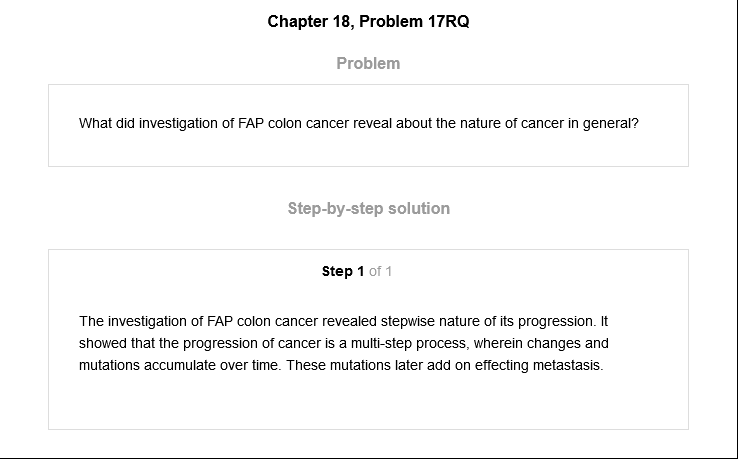 Chapter 18, Problem 17RQ
Problem
What did investigation of FAP colon cancer reveal about the nature of cancer in general?
Step-by-step solution
Step 1 of 1
The investigation of FAP colon cancer revealed stepwise nature of its progression. It
showed that the progression of cancer is a multi-step process, wherein changes and
mutations accumulate over time. These mutations later add on effecting metastasis.